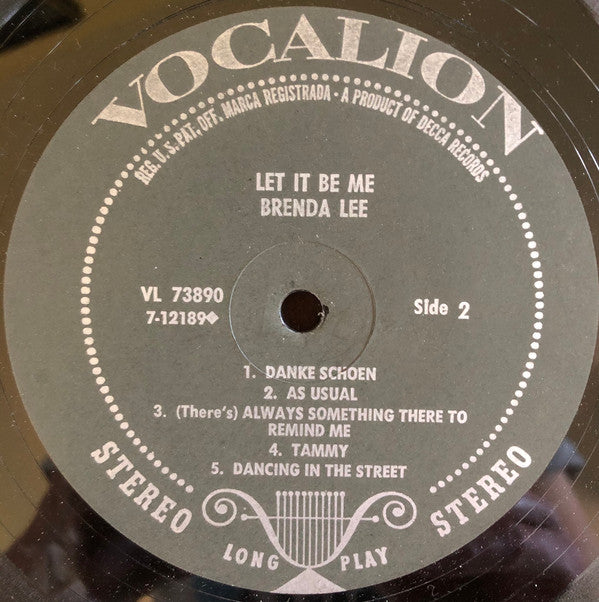 VOCALION
REG. U.S. PAT. OFF. MARCA REGISTRADA - A PRODUCT OF DECCA RECORDS
LET IT BE ME
BRENDA LEE
VL 73890
7-12189◆
Side 2
1. DANKE SCHOEN
2. AS USUAL
3. (There's) ALWAYS SOMETHING THERE TO
REMIND ME
4. TAMMY
5. DANCING IN THE STREET
STEREO
LONG PLAY
STEREO